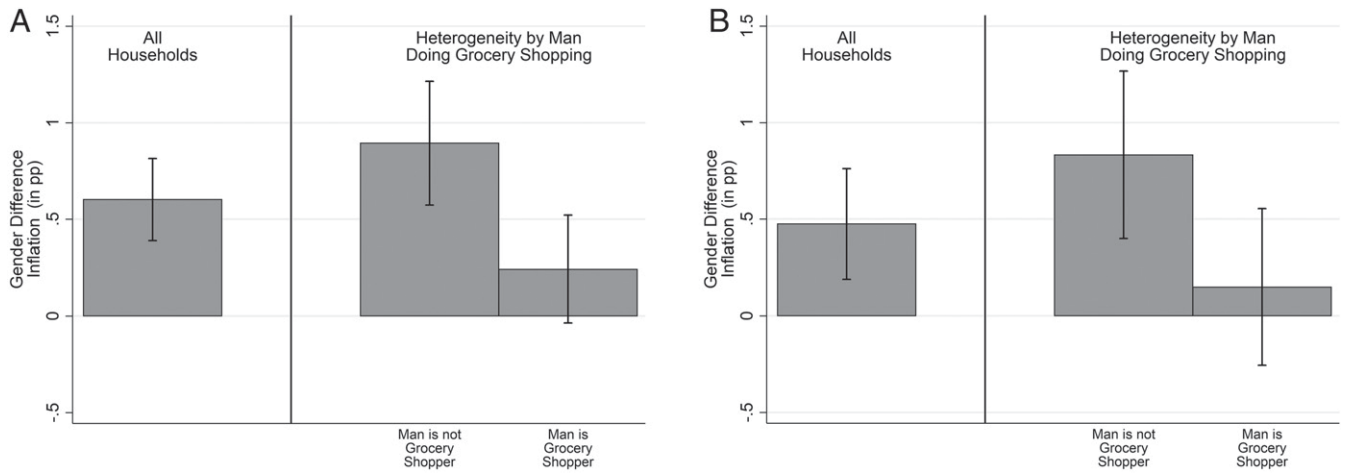 A
All
Households
Heterogeneity by Man
Doing Grocery Shopping
Gender Difference
Inflation (in pp)
1.5
1
.5
0
-.5
Man is not
Grocery
Shopper
Man is
Grocery
Shopper
B
All
Households
Heterogeneity by Man
Doing Grocery Shopping
Gender Difference
Inflation (in pp)
1.5
1
.5
0
-.5
Man is not
Grocery
Shopper
Man is
Grocery
Shopper